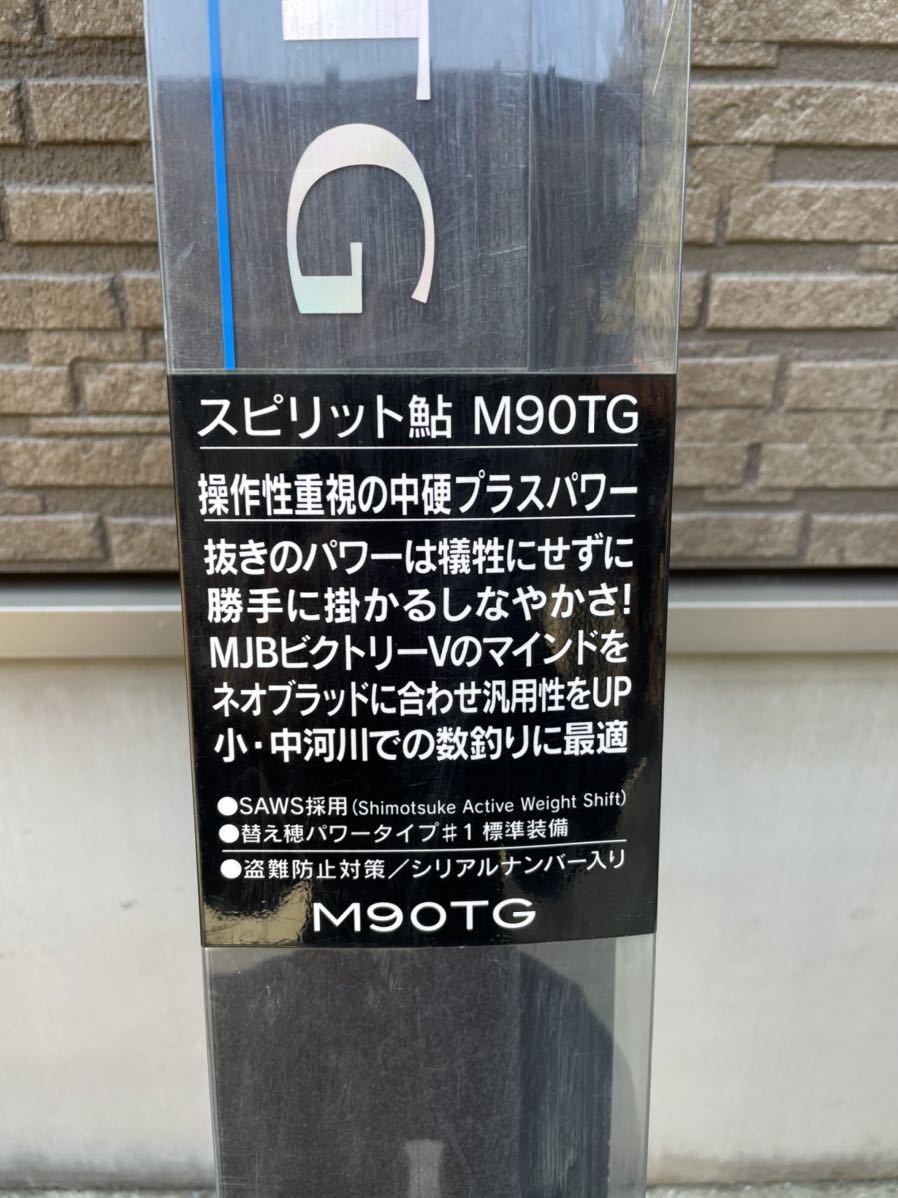 TG
スピリット鮎 M90TG
操作性重視の中硬プラスパワー
抜きのパワーは犠牲にせずに
勝手に掛かるしなやかさ!
MJBビクトリーVのマインドを
ネオブラッドに合わせ汎用性をUP
小・中河川での数釣りに最適
●SAWS採用(Shimotsuke Active Weight Shift)
●替え穂パワータイプ♯1標準装備
●盗難防止対策/シリアルナンバー入り
M90TG